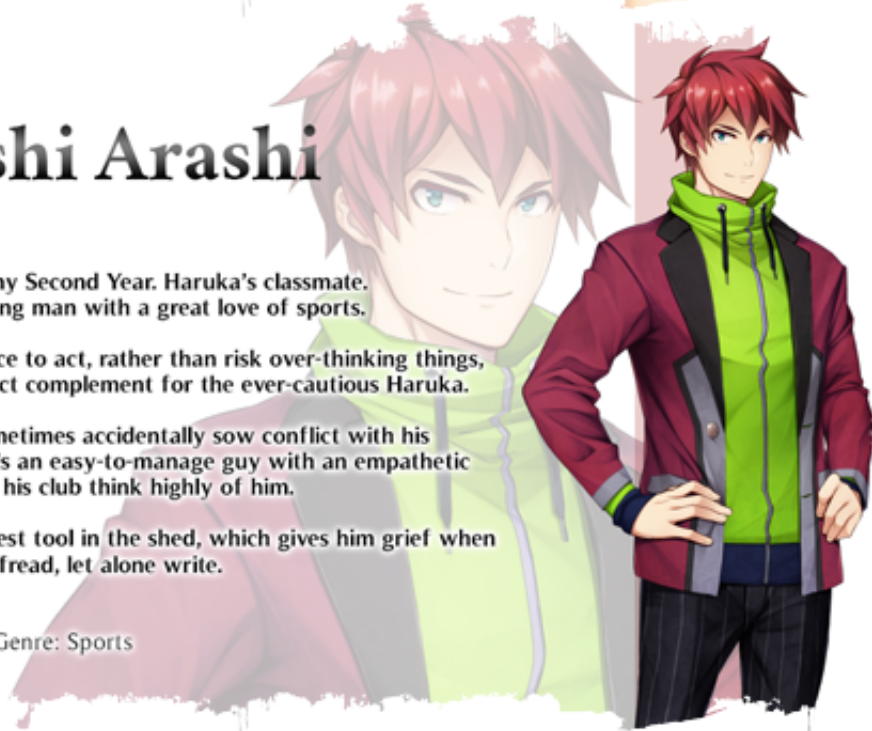 shi Arashi
ny Second Year. Haruka's classmate.
ng man with a great love of sports.
ce to act, rather than risk over-thinking things,
ct complement for the ever-cautious Haruka.
metimes accidentally sow conflict with his
's an easy-to-manage guy with an empathetic
his club think highly of him.
est tool in the shed, which gives him grief when
fread, let alone write.
Genre: Sports